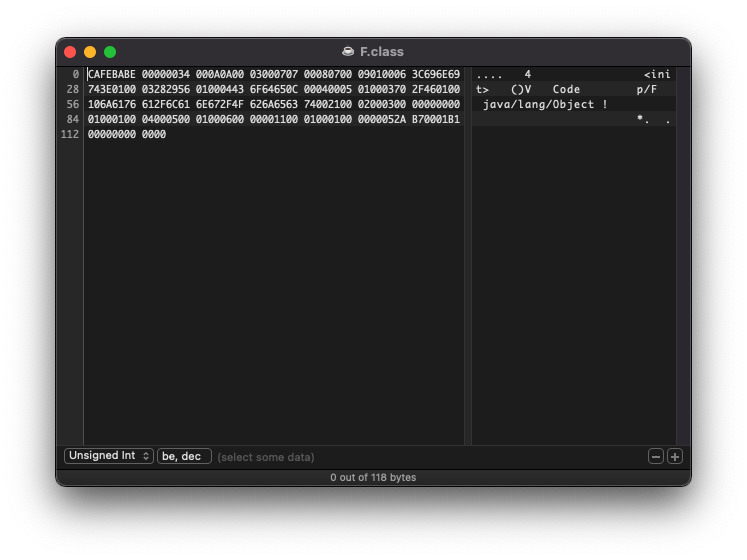 F.class
0 CAFEBABE 00000034 000A0A00 03000707 00080700 09010006 3C696E69 .... 4 <ini
28 743E0100 03282956 01000443 6F64650C 00040005 01000370 2F460100 t> ()V Code p/F
56 106A6176 612F6C61 6E672F4F 626A6563 74002100 02000300 00000000 java/lang/Object !
84 01000100 04000500 01000600 00001100 01000100 0000052A B70001B1 *. .
112 00000000 0000
Unsigned Int be, dec (select some data)
0 out of 118 bytes